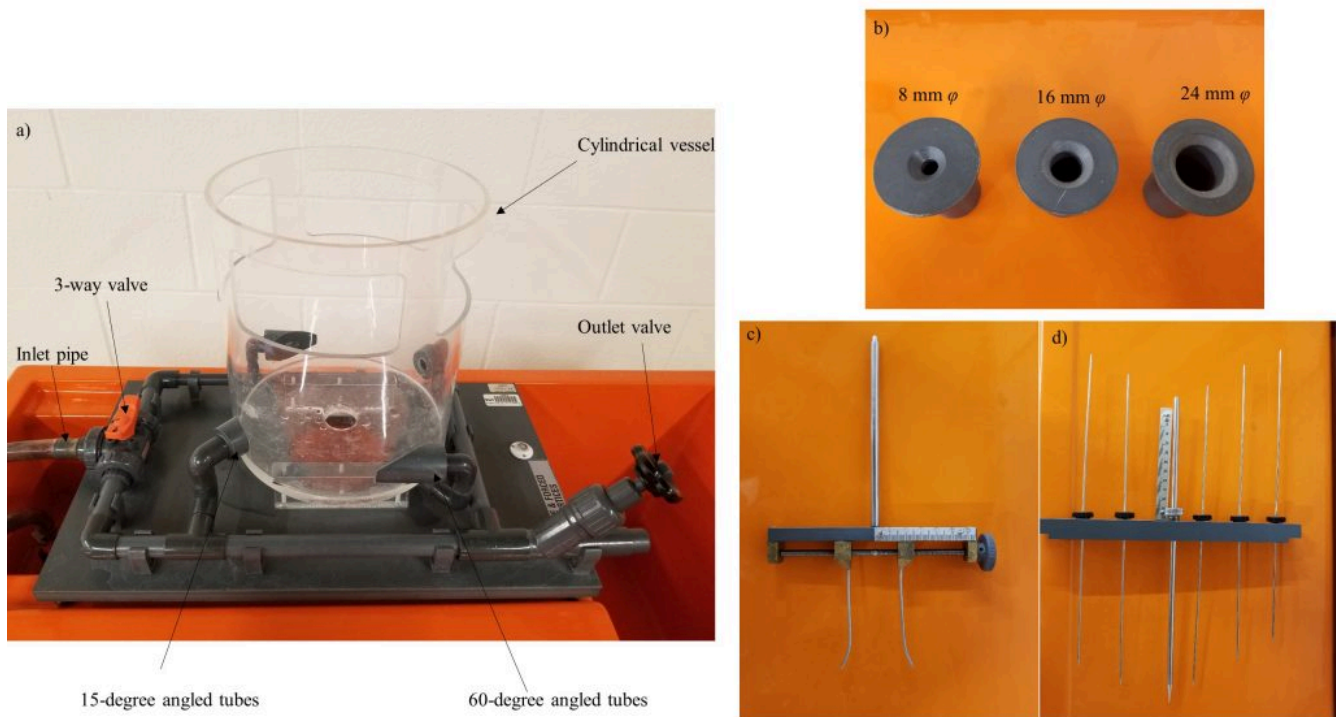 a)
Cylindrical vessel
3-way valve
Inlet pipe
Outlet valve
& FORCED
15-degree angled tubes
60-degree angled tubes
b)
8 mm φ
16 mm φ
24 mm φ
c)
d)